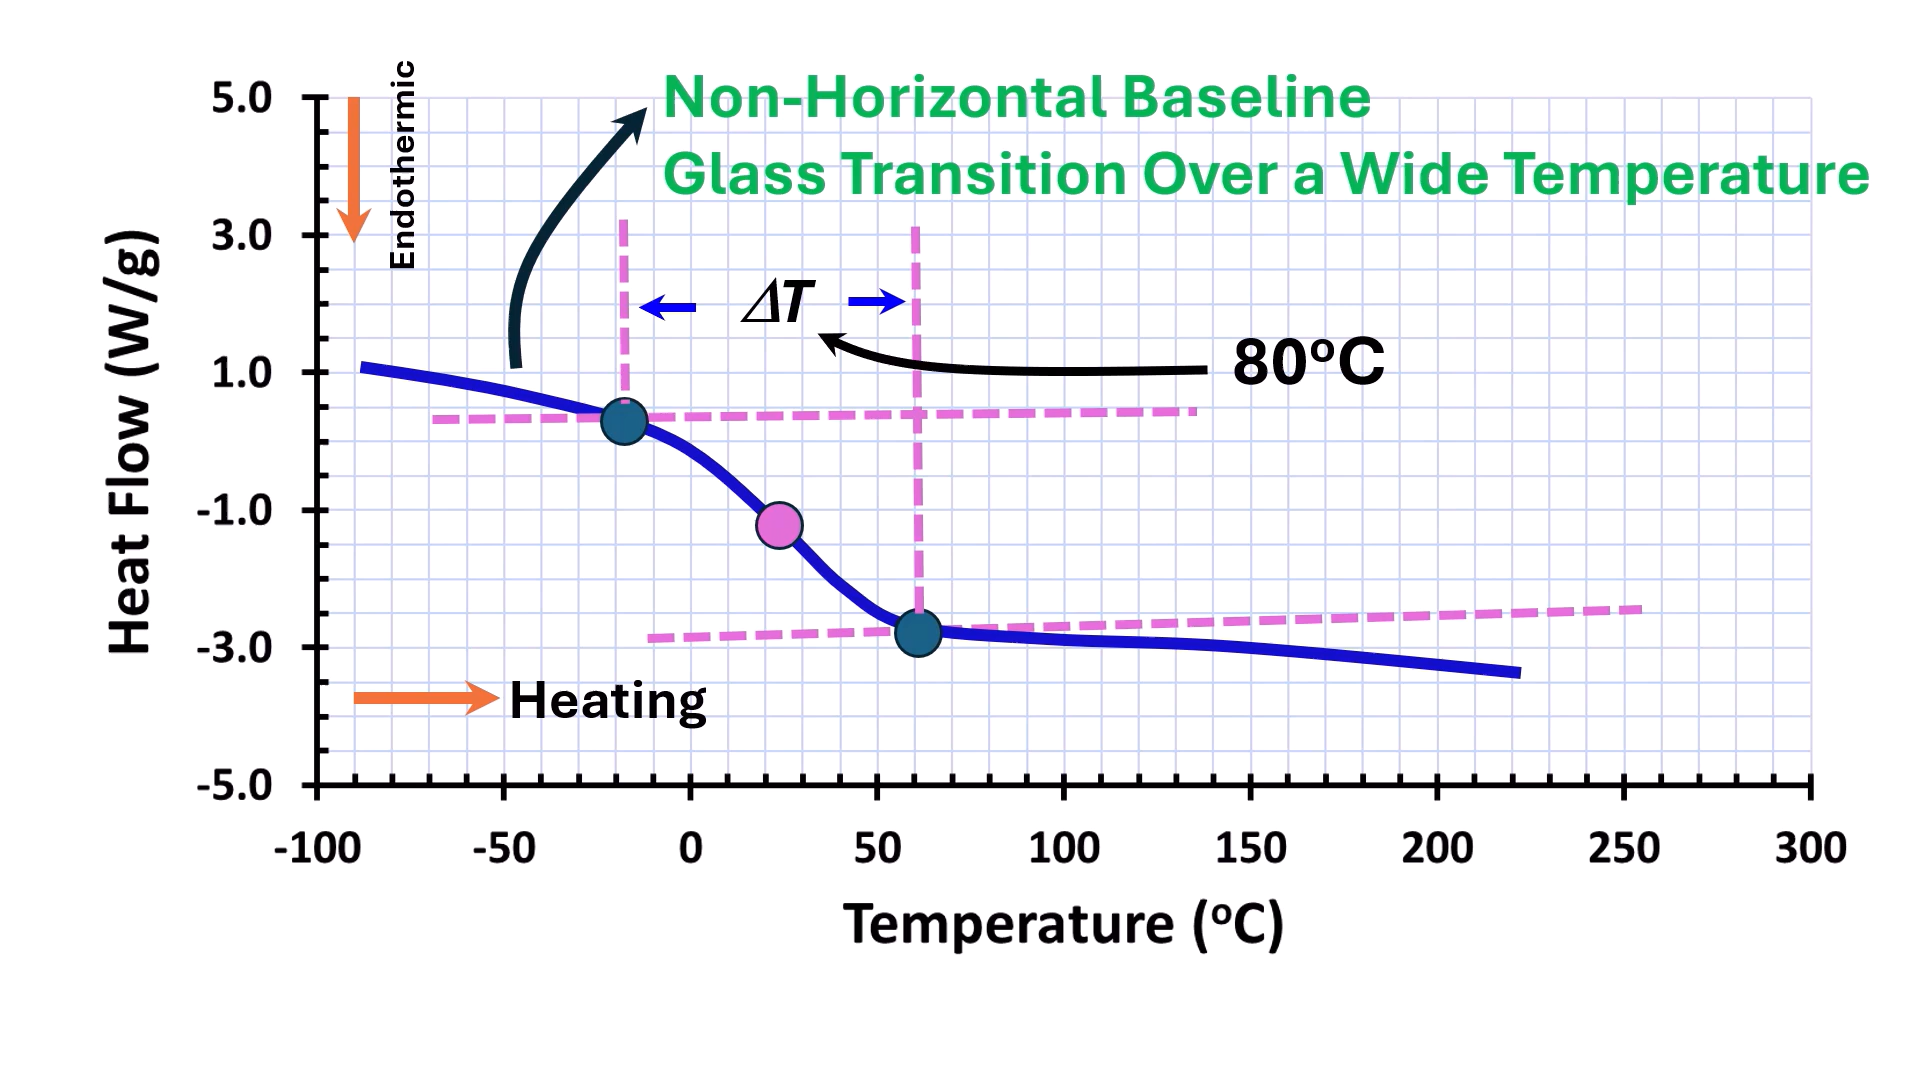 Non-Horizontal Baseline
Glass Transition Over a Wide Temperature
Endothermic
Heat Flow (W/g)
5.0
3.0
1.0
-1.0
-3.0
-5.0
ΔT
80°C
Heating
-100 -50 0 50 100 150 200 250 300
Temperature (°C)